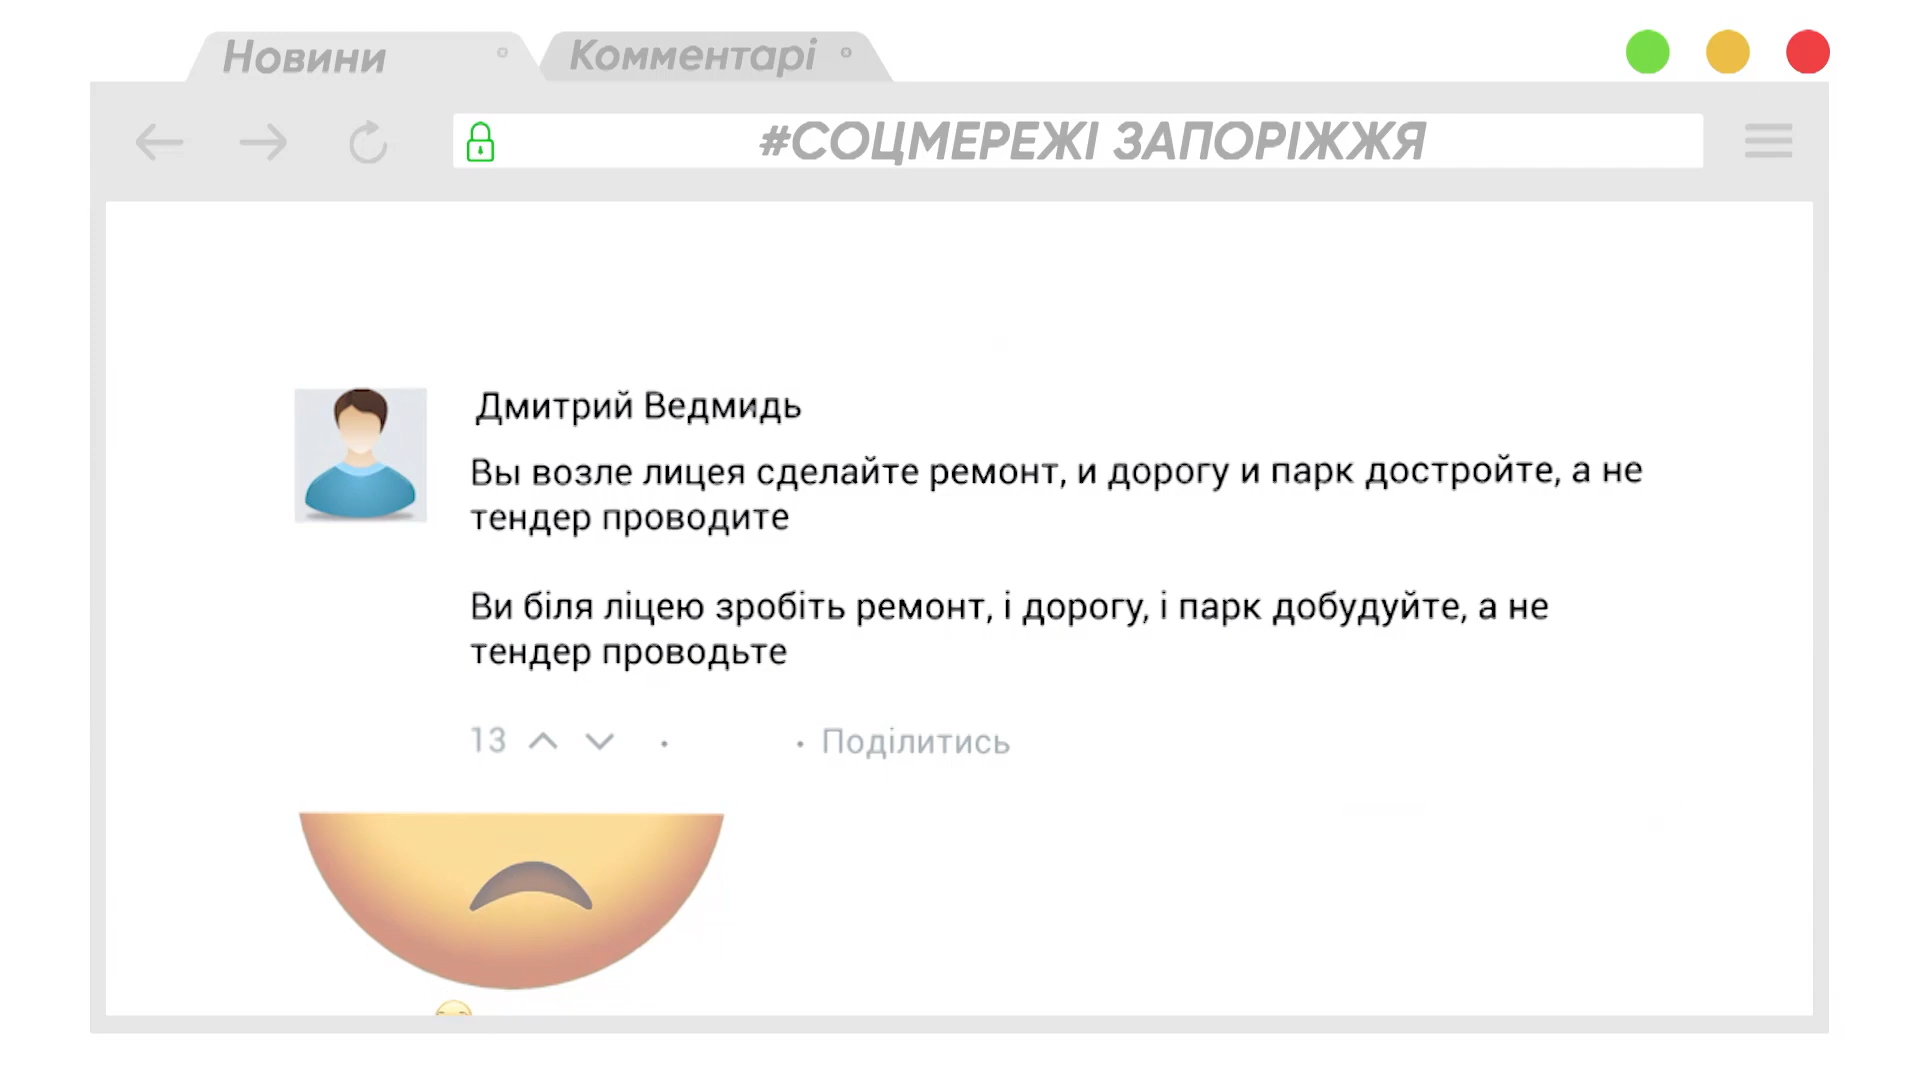 Новини
Комментарі
#СОЦМЕРЕЖІ ЗАПОРІЖЖЯ
Дмитрий Ведмидь
Вы возле лицея сделайте ремонт, и дорогу и парк достройте, а не
тендер проводите
Ви біля ліцею зробіть ремонт, і дорогу, і парк добудуйте, а не
тендер проводьте
13 • • Поділитись